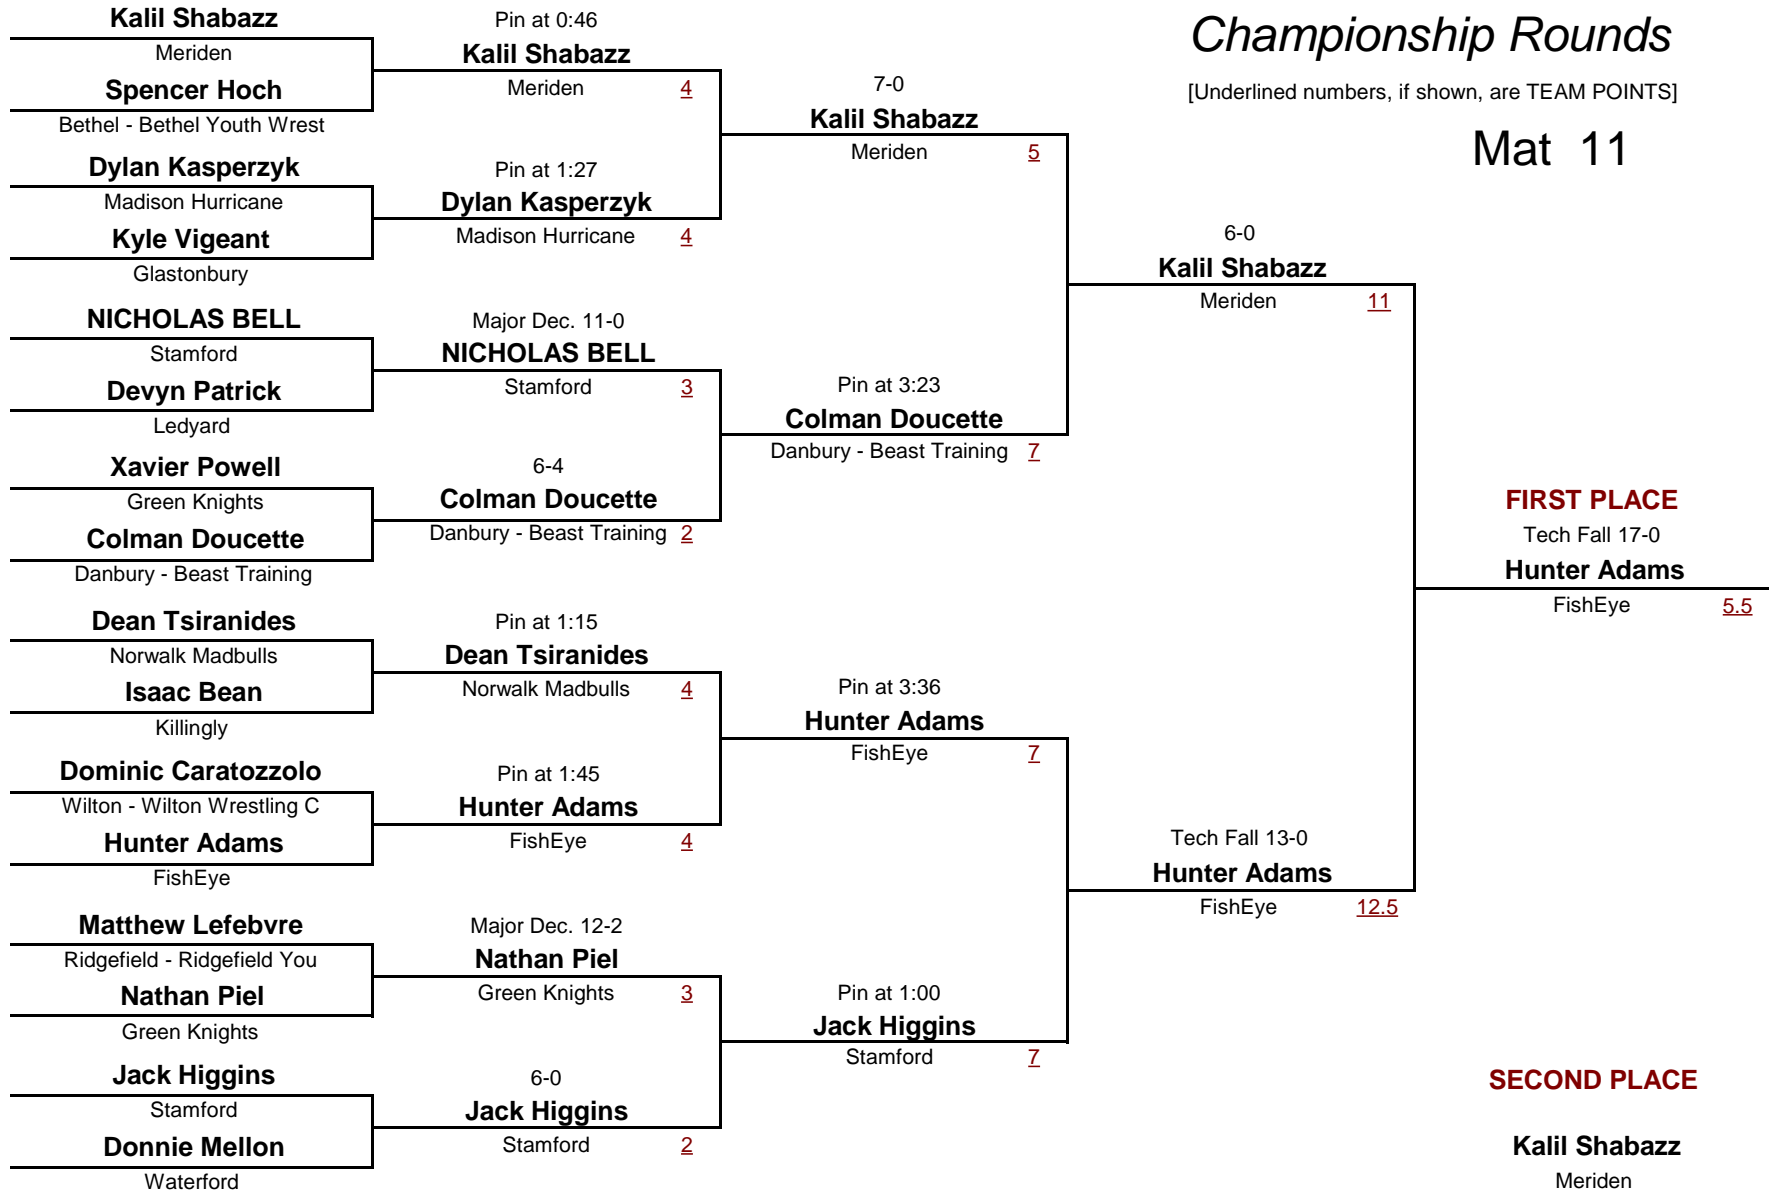 Championship Rounds
[Underlined numbers, if shown, are TEAM POINTS]
Mat 11
Kalil Shabazz
Meriden
Spencer Hoch
Bethel - Bethel Youth Wrest
Dylan Kasperzyk
Madison Hurricane
Kyle Vigeant
Glastonbury
NICHOLAS BELL
Stamford
Devyn Patrick
Ledyard
Xavier Powell
Green Knights
Colman Doucette
Danbury - Beast Training
Dean Tsiranides
Norwalk Madbulls
Isaac Bean
Killingly
Dominic Caratozzolo
Wilton - Wilton Wrestling C
Hunter Adams
FishEye
Matthew Lefebvre
Ridgefield - Ridgefield You
Nathan Piel
Green Knights
Jack Higgins
Stamford
Donnie Mellon
Waterford
Pin at 0:46
Kalil Shabazz
Meriden 4
Pin at 1:27
Dylan Kasperzyk
Madison Hurricane 4
Major Dec. 11-0
NICHOLAS BELL
Stamford 3
6-4
Colman Doucette
Danbury - Beast Training 2
Pin at 1:15
Dean Tsiranides
Norwalk Madbulls 4
Pin at 1:45
Hunter Adams
FishEye 4
Major Dec. 12-2
Nathan Piel
Green Knights 3
6-0
Jack Higgins
Stamford 2
7-0
Kalil Shabazz
Meriden 5
Pin at 3:23
Colman Doucette
Danbury - Beast Training 7
Pin at 3:36
Hunter Adams
FishEye 7
Pin at 1:00
Jack Higgins
Stamford 7
6-0
Kalil Shabazz
Meriden 11
Tech Fall 13-0
Hunter Adams
FishEye 12.5
FIRST PLACE
Tech Fall 17-0
Hunter Adams
FishEye 5.5
SECOND PLACE
Kalil Shabazz
Meriden